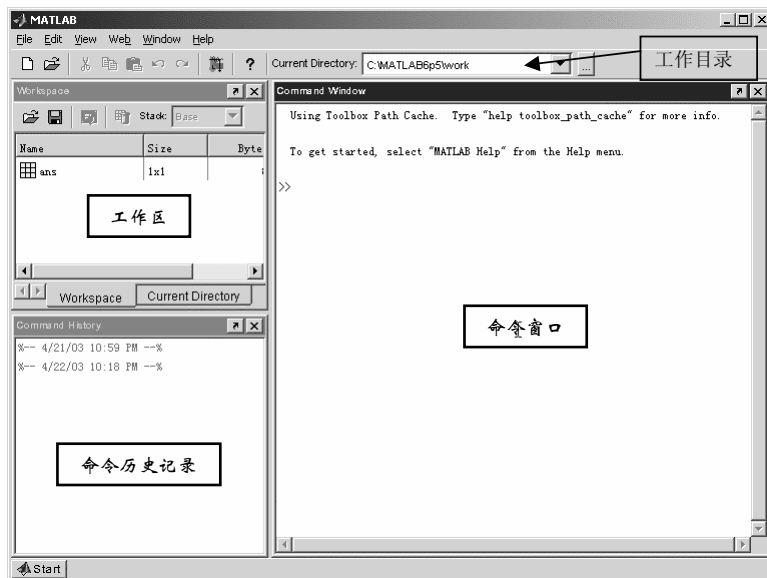 MATLAB
File Edit View Web Window Help
? Current Directory: C:\MATLAB6p5\work ...
工作目录
Workspace
Stack: Base
Name Size Byte
ans 1x1
工作区
Workspace Current Directory
Command History
%-- 4/21/03 10:59 PM --%
%-- 4/22/03 10:18 PM --%
命令历史记录
Command Window
Using Toolbox Path Cache. Type "help toolbox_path_cache" for more info.
To get started, select "MATLAB Help" from the Help menu.
>>
命令窗口
Start